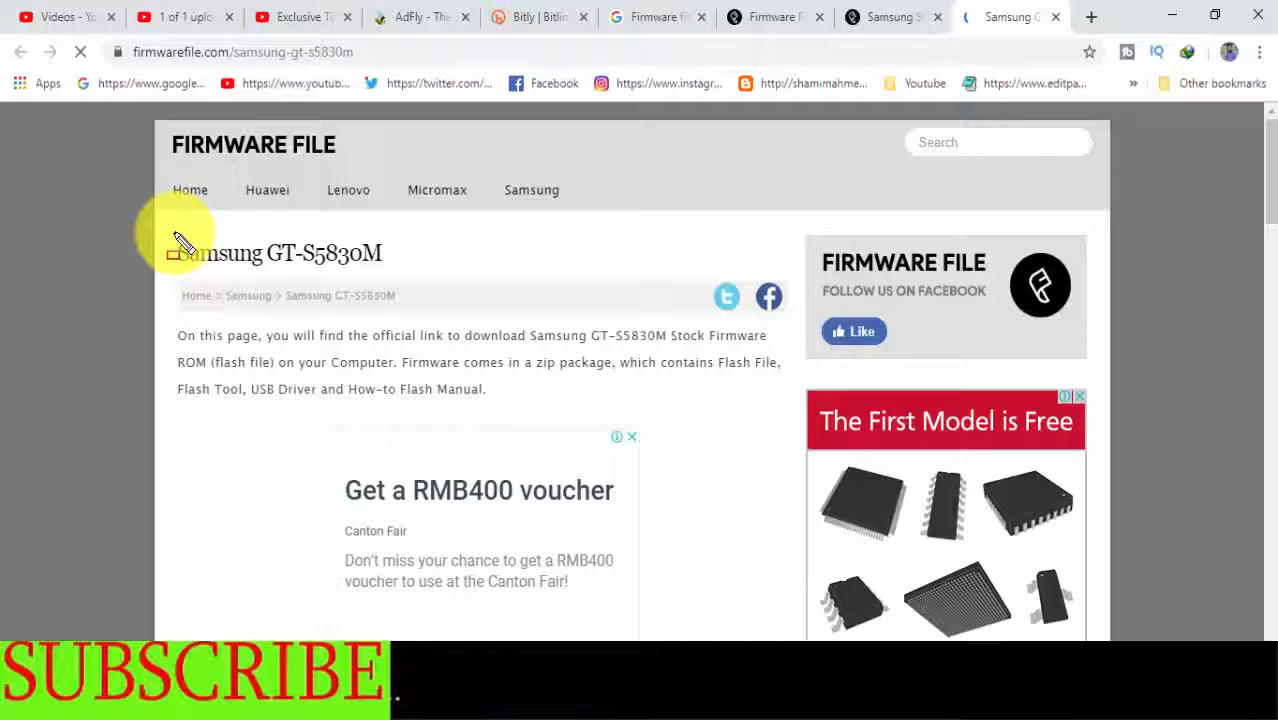 Videos - Yo
1 of 1 uplo
Exclusive Te
AdFly - The
Bitly | Bitlin
Firmware f
Firmware F
Samsung St
Samsung G
firmwarefile.com/samsung-gt-s5830m
Apps
https://www.google...
https://www.youtub...
https://twitter.com/...
Facebook
https://www.instagr...
http://shamimahme...
Youtube
https://www.editpa...
Other bookmarks
FIRMWARE FILE
Search
Home
Huawei
Lenovo
Micromax
Samsung
Samsung GT-S5830M
Home > Samsung > Samsung GT-S5830M
On this page, you will find the official link to download Samsung GT-S5830M Stock Firmware
ROM (flash file) on your Computer. Firmware comes in a zip package, which contains Flash File,
Flash Tool, USB Driver and How-to Flash Manual.
FIRMWARE FILE
FOLLOW US ON FACEBOOK
Like
The First Model is Free
Get a RMB400 voucher
Canton Fair
Don't miss your chance to get a RMB400
voucher to use at the Canton Fair!
SUBSCRIBE..